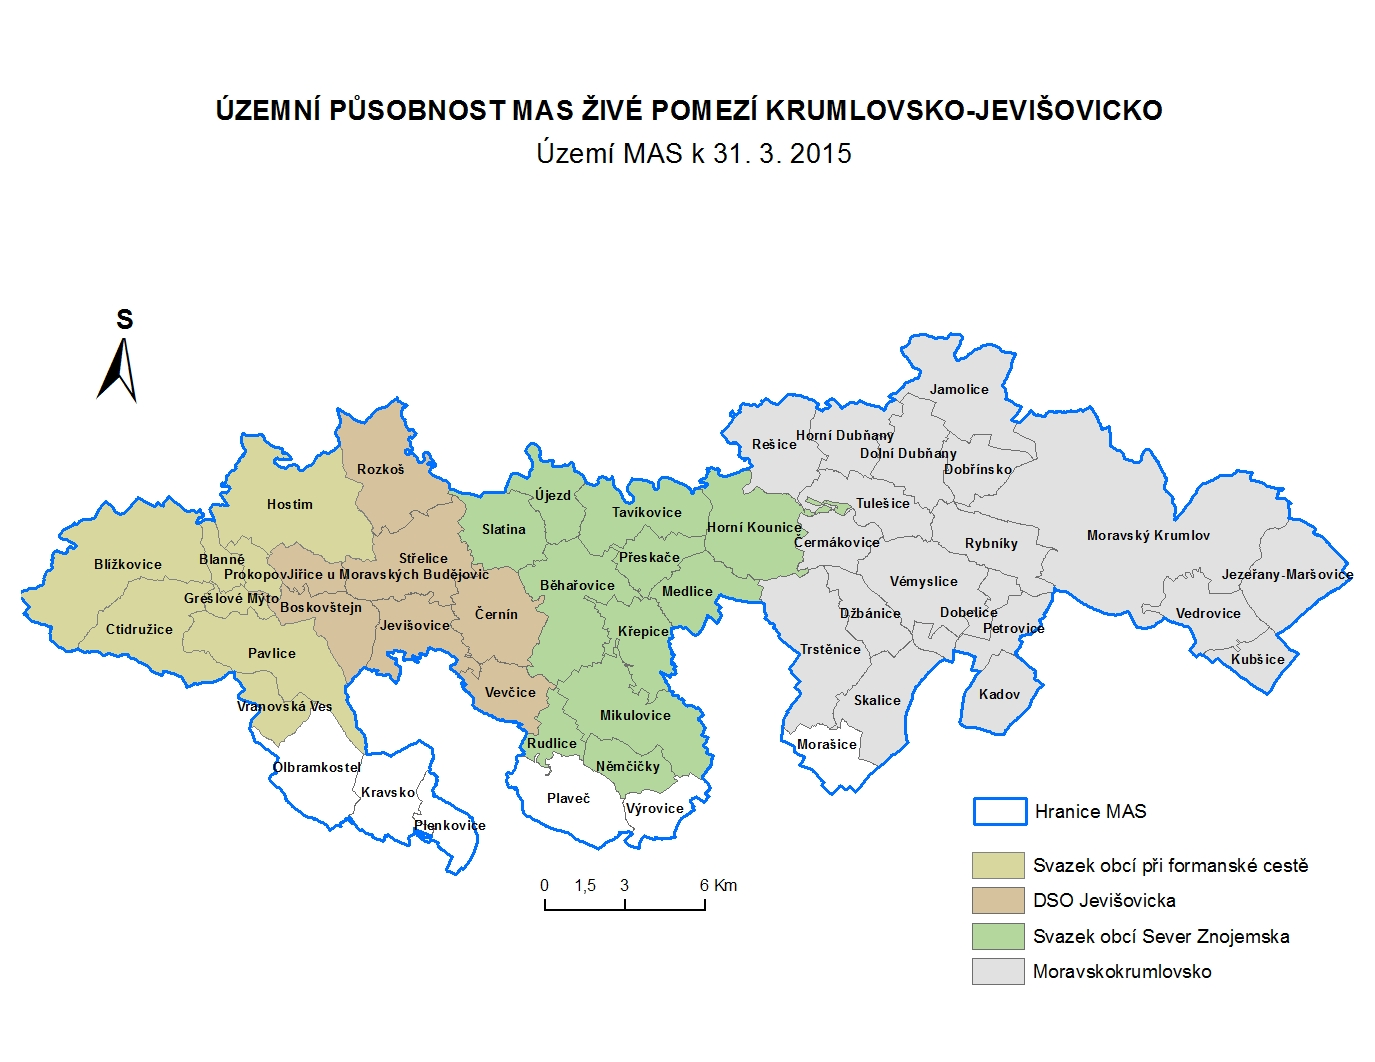 ÚZEMNÍ PŮSOBNOST MAS ŽIVÉ POMEZÍ KRUMLOVSKO-JEVIŠOVICKO
Území MAS k 31. 3. 2015
S
Jamolice
Rešice
Horní Dubňany
Dolní Dubňany
Dobřínsko
Rozkoš
Hostim
Újezd
Slatina
Tavíkovice
Horní Kounice
Tulešice
Čermákovice
Rybníky
Moravský Krumlov
Jezeřany-Maršovice
Blížkovice
Blanné
Prokopov
Jiřice u Moravských Budějovic
Střelice
Přeskače
Běhařovice
Medlice
Vémyslice
Grešlové Mýto
Boskovštejn
Černín
Džbánice
Dobelice
Vedrovice
Ctidružice
Jevišovice
Křepice
Petrovice
Pavlice
Trstěnice
Kubšice
Vevčice
Kadov
Skalice
Vranovská Ves
Mikulovice
Rudlice
Morašice
Olbramkostel
Němčičky
Kravsko
Plaveč
Výrovice
Plenkovice
0 1,5 3 6 Km
Hranice MAS
Svazek obcí při formanské cestě
DSO Jevišovicka
Svazek obcí Sever Znojemska
Moravskokrumlovsko